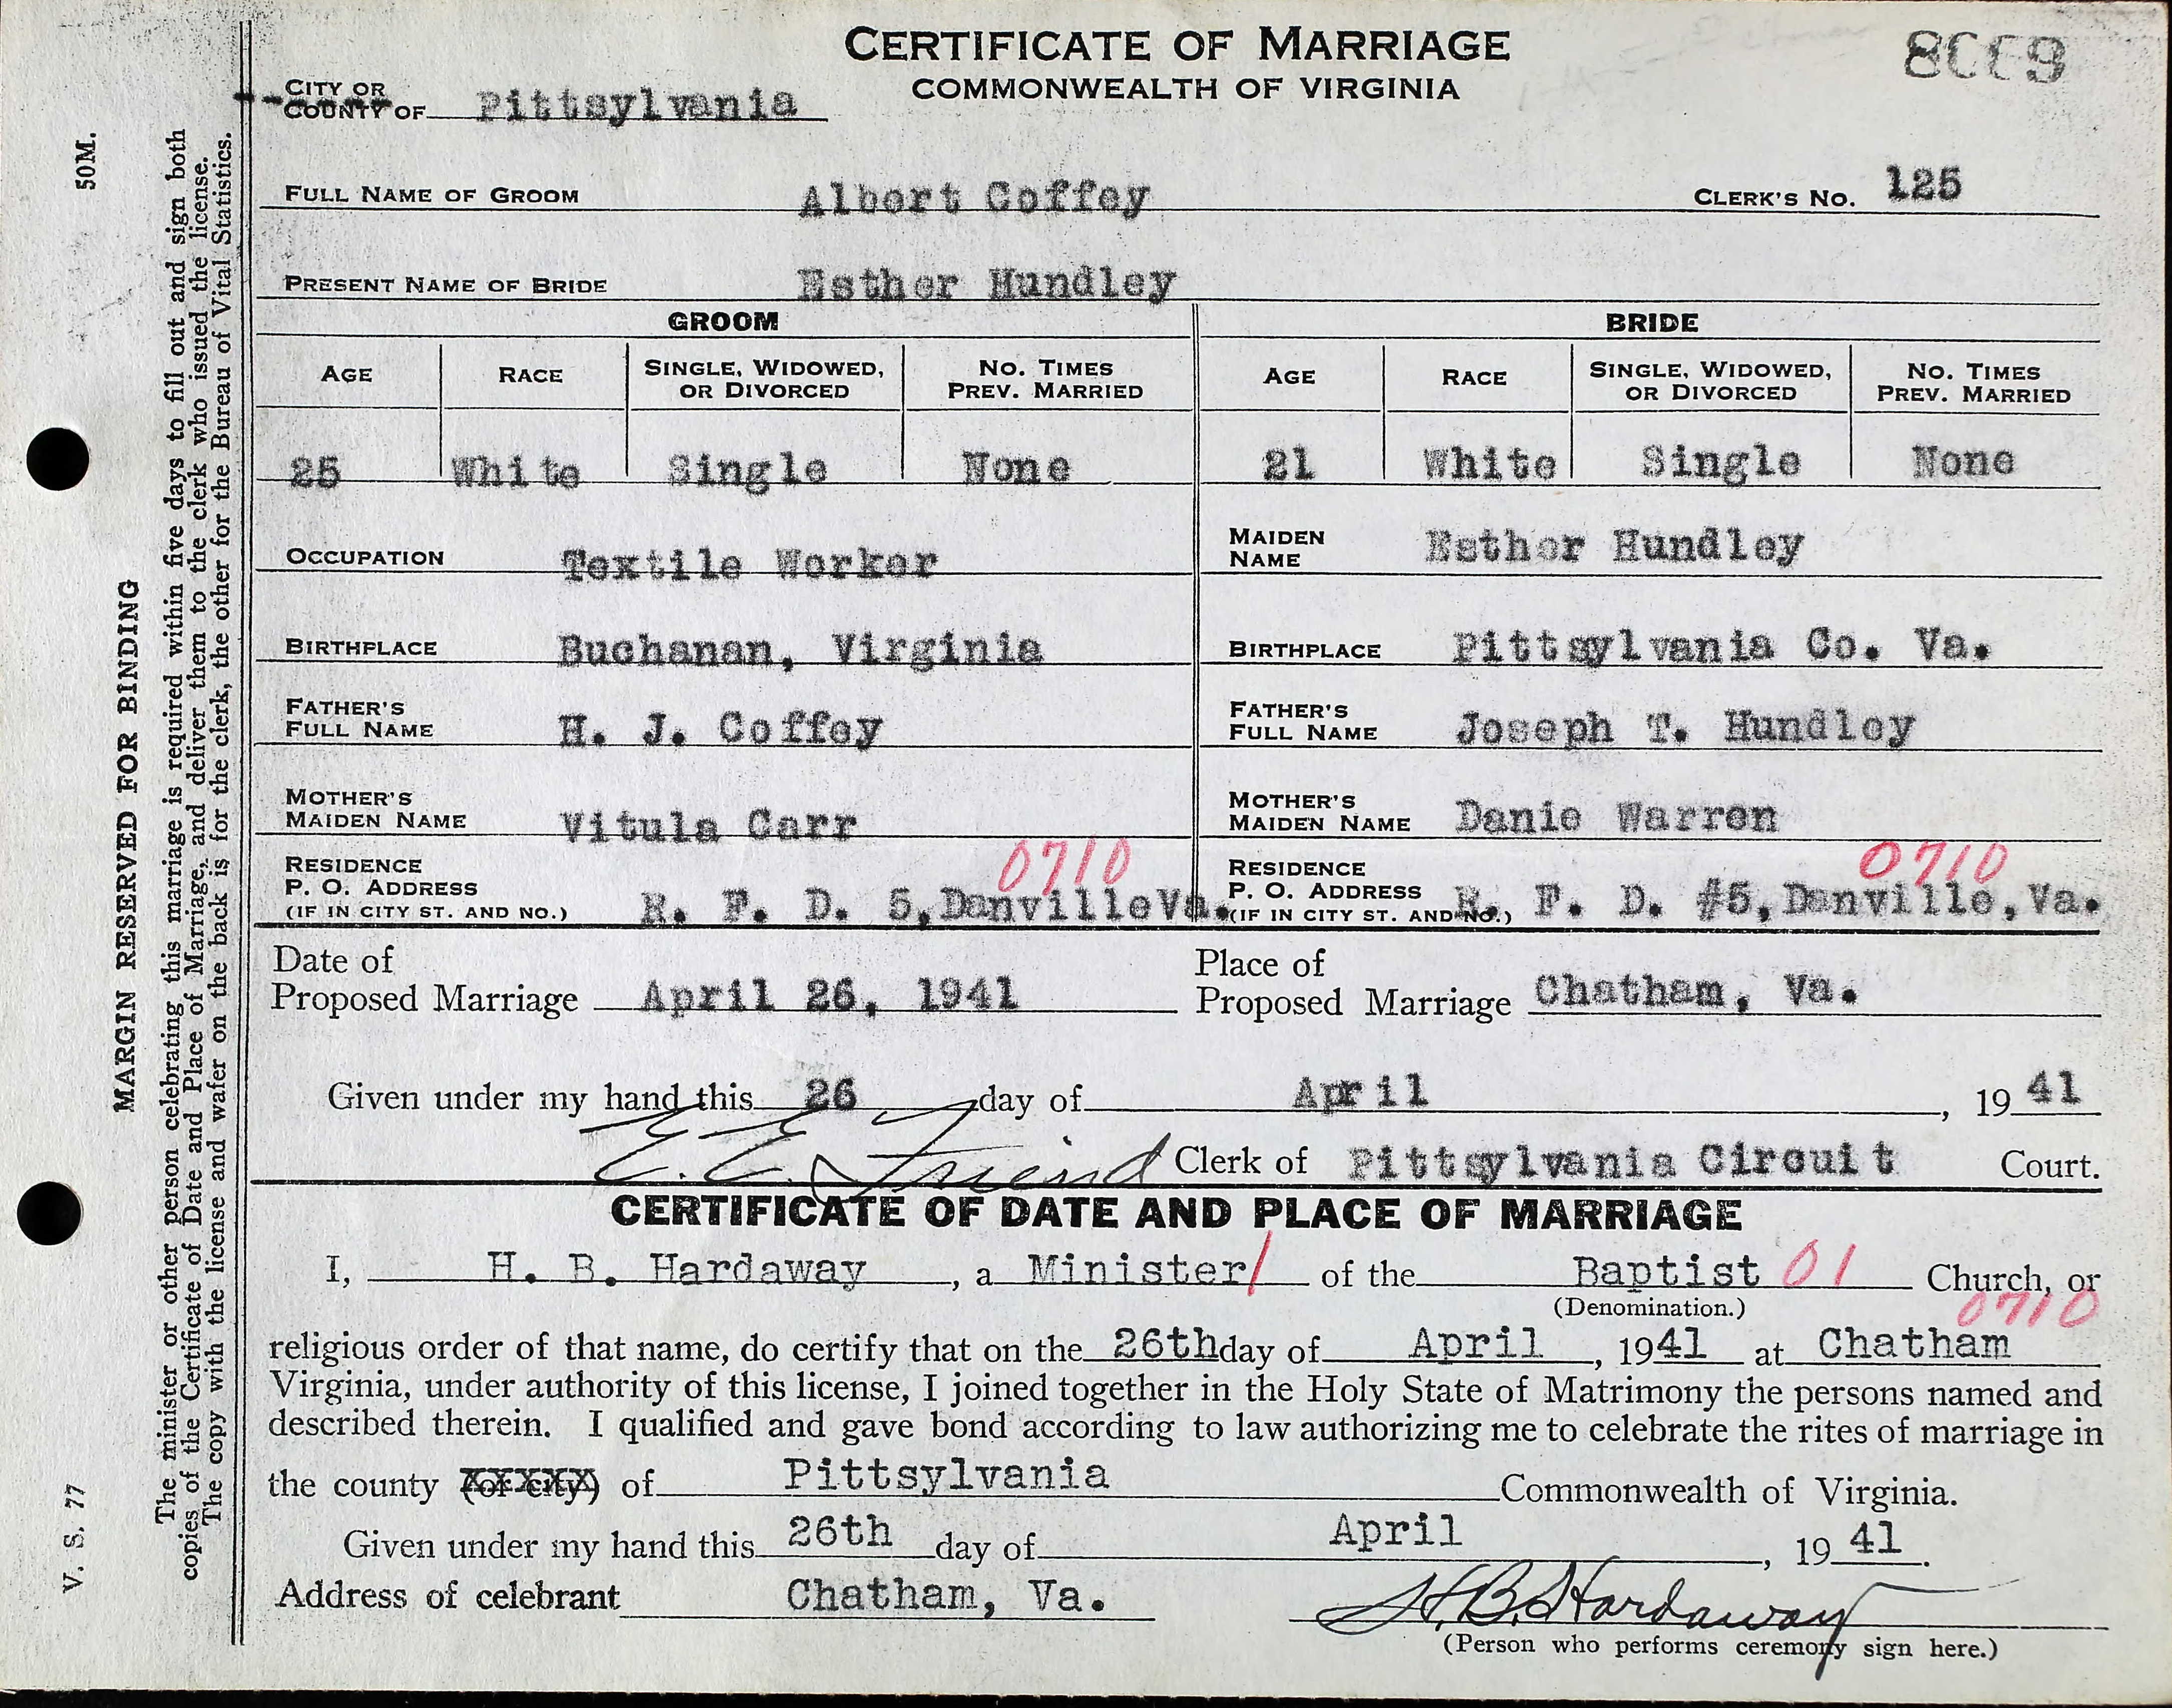 CERTIFICATE OF MARRIAGE
COMMONWEALTH OF VIRGINIA
CITY OR
COUNTY OF Pittsylvania
FULL NAME OF GROOM Albert Coffey CLERK'S NO. 125
PRESENT NAME OF BRIDE Esther Hundley
GROOM BRIDE
AGE RACE SINGLE, WIDOWED, OR DIVORCED NO. TIMES PREV. MARRIED AGE RACE SINGLE, WIDOWED, OR DIVORCED NO. TIMES PREV. MARRIED
25 White Single None 21 White Single None
OCCUPATION Textile Worker MAIDEN NAME Esther Hundley
BIRTHPLACE Buchanan, Virginia BIRTHPLACE Pittsylvania Co. Va.
FATHER'S FULL NAME H. J. Coffey FATHER'S FULL NAME Joseph T. Hundley
MOTHER'S MAIDEN NAME Vitula Carr MOTHER'S MAIDEN NAME Danie Warren
0710 0710
RESIDENCE P. O. ADDRESS (IF IN CITY ST. AND NO.) R. F. D. 5, Danville Va. RESIDENCE P. O. ADDRESS (IF IN CITY ST. AND NO.) R. F. D. #5, Danville, Va.
Date of Proposed Marriage April 26, 1941 Place of Proposed Marriage Chatham, Va.
Given under my hand this 26 day of April, 1941
E. E. Friend Clerk of Pittsylvania Circuit Court.
CERTIFICATE OF DATE AND PLACE OF MARRIAGE
I, H. B. Hardaway, a Minister / of the Baptist 01 Church, or
(Denomination.) 0710
religious order of that name, do certify that on the 26th day of April, 1941 at Chatham
Virginia, under authority of this license, I joined together in the Holy State of Matrimony the persons named and
described therein. I qualified and gave bond according to law authorizing me to celebrate the rites of marriage in
the county (or city) of Pittsylvania Commonwealth of Virginia.
Given under my hand this 26th day of April, 1941.
Address of celebrant Chatham, Va. H. B. Hardaway
(Person who performs ceremony sign here.)
V. S. 77 50M.
MARGIN RESERVED FOR BINDING
The minister or other person celebrating this marriage is required within five days to fill out and sign both
copies of the Certificate of Date and Place of Marriage, and deliver them to the clerk who issued the license.
The copy with the license and wafer on the back is for the clerk, the other for the Bureau of Vital Statistics.